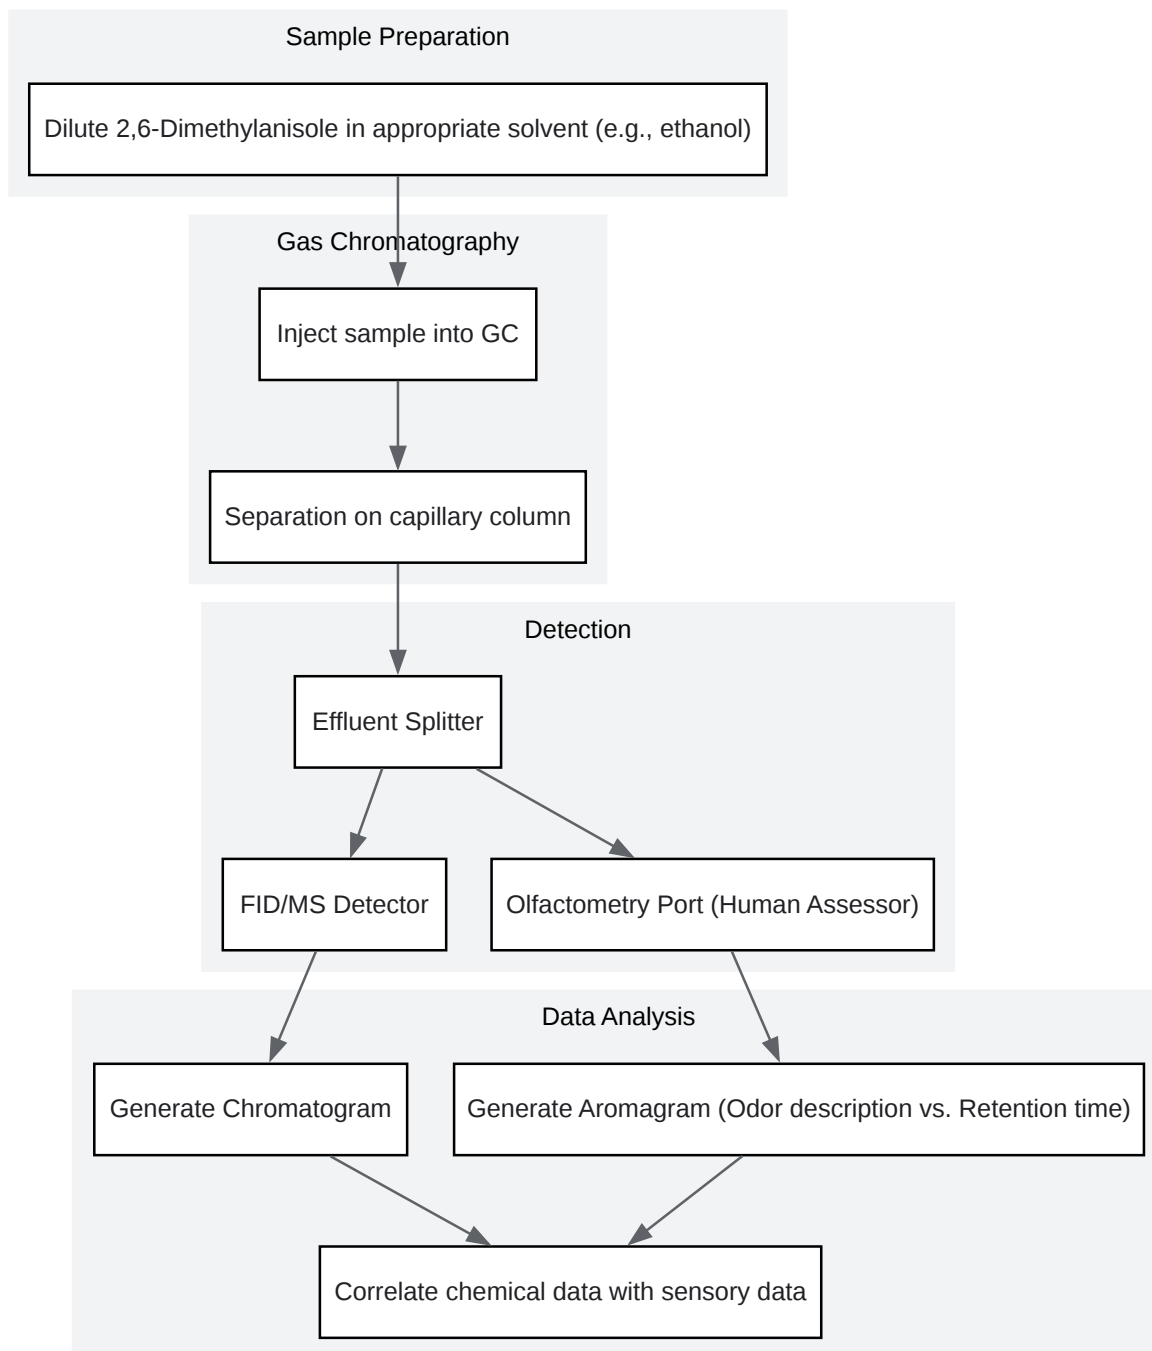 Sample Preparation
Dilute 2,6-Dimethylanisole in appropriate solvent (e.g., ethanol)
Gas Chromatography
Inject sample into GC
Separation on capillary column
Detection
Effluent Splitter
FID/MS Detector
Olfactometry Port (Human Assessor)
Data Analysis
Generate Chromatogram
Generate Aromagram (Odor description vs. Retention time)
Correlate chemical data with sensory data